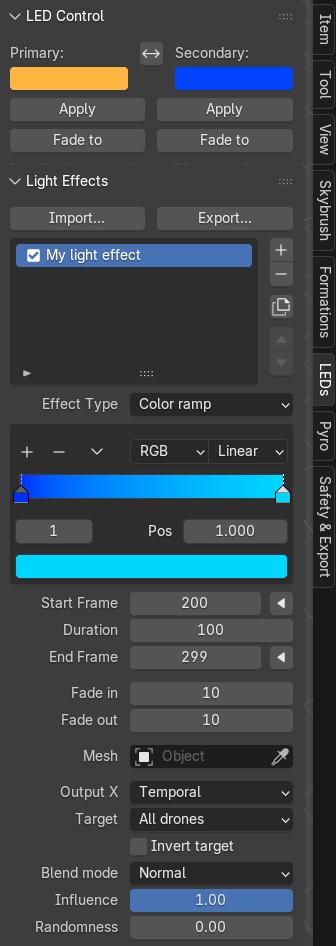 LED Control
Primary: Secondary:
Apply Apply
Fade to Fade to
Light Effects
Import... Export...
My light effect
Effect Type Color ramp
RGB Linear
1 Pos 1.000
Start Frame 200
Duration 100
End Frame 299
Fade in 10
Fade out 10
Mesh Object
Output X Temporal
Target All drones
Invert target
Blend mode Normal
Influence 1.00
Randomness 0.00
Item
Tool
View
Skybrush
Formations
LEDs
Pyro
Safety & Export